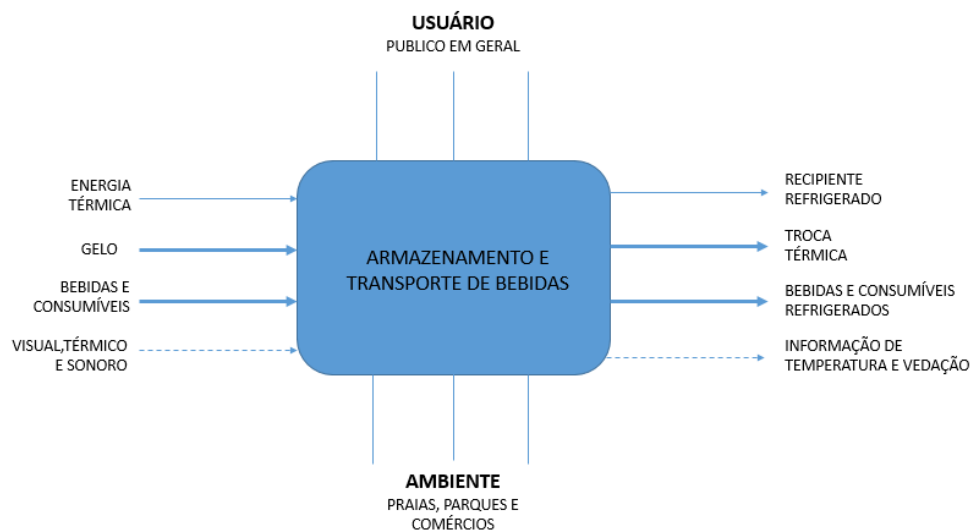 USUÁRIO
PUBLICO EM GERAL
ENERGIA
TÉRMICA
GELO
BEBIDAS E
CONSUMÍVEIS
VISUAL,TÉRMICO
E SONORO
ARMAZENAMENTO E
TRANSPORTE DE BEBIDAS
RECIPIENTE
REFRIGERADO
TROCA
TÉRMICA
BEBIDAS E CONSUMÍVEIS
REFRIGERADOS
INFORMAÇÃO DE
TEMPERATURA E VEDAÇÃO
AMBIENTE
PRAIAS, PARQUES E
COMÉRCIOS